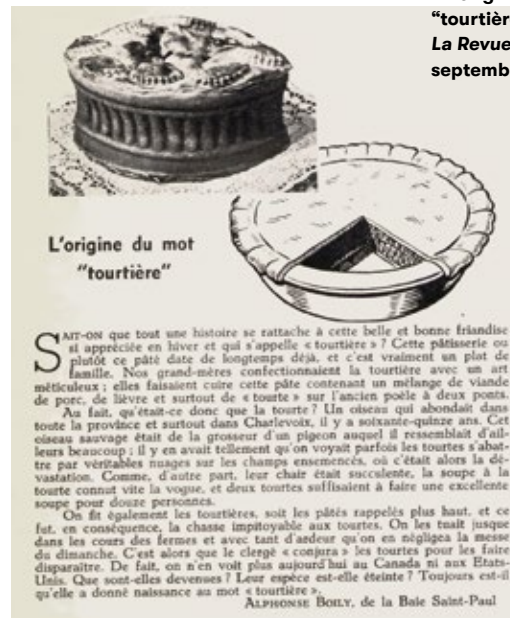 "tourtièr
La Revue
septemb
L'origine du mot
"tourtière"
SAIT-ON que tout une histoire se rattache à cette belle et bonne friandise
si appréciée en hiver et qui s'appelle « tourtière » ? Cette pâtisserie ou
plutôt ce pâté date de longtemps déjà, et c'est vraiment un plat de
famille. Nos grand-mères confectionnaient la tourtière avec un art
méticuleux ; elles faisaient cuire cette pâte contenant un mélange de viande
de porc, de lièvre et surtout de « tourte » sur l'ancien poêle à deux ponts.
Au fait, qu'était-ce donc que la tourte ? Un oiseau qui abondait dans
toute la province et surtout dans Charlevoix, il y a soixante-quinze ans. Cet
oiseau sauvage était de la grosseur d'un pigeon auquel il ressemblait d'ail-
leurs beaucoup ; il y en avait tellement qu'on voyait parfois les tourtes s'abat-
tre par véritables nuages sur les champs ensemencés, où c'était alors la dé-
vastation. Comme, d'autre part, leur chair était succulente, la soupe à la
tourte connut vite la vogue, et deux tourtes suffisaient à faire une excellente
soupe pour douze personnes.
On fit également les tourtières, soit les pâtés rappelés plus haut, et ce
fut, en conséquence, la chasse impitoyable aux tourtes. On les tuait jusque
dans les cours des fermes et avec tant d'ardeur qu'on en négligea la messe
du dimanche. C'est alors que le clergé « conjura » les tourtes pour les faire
disparaître. De fait, on n'en voit plus aujourd'hui au Canada ni aux Etats-
Unis. Que sont-elles devenues ? Leur espèce est-elle éteinte ? Toujours est-il
qu'elle a donné naissance au mot « tourtière ».
ALPHONSE BOILY, de la Baie Saint-Paul